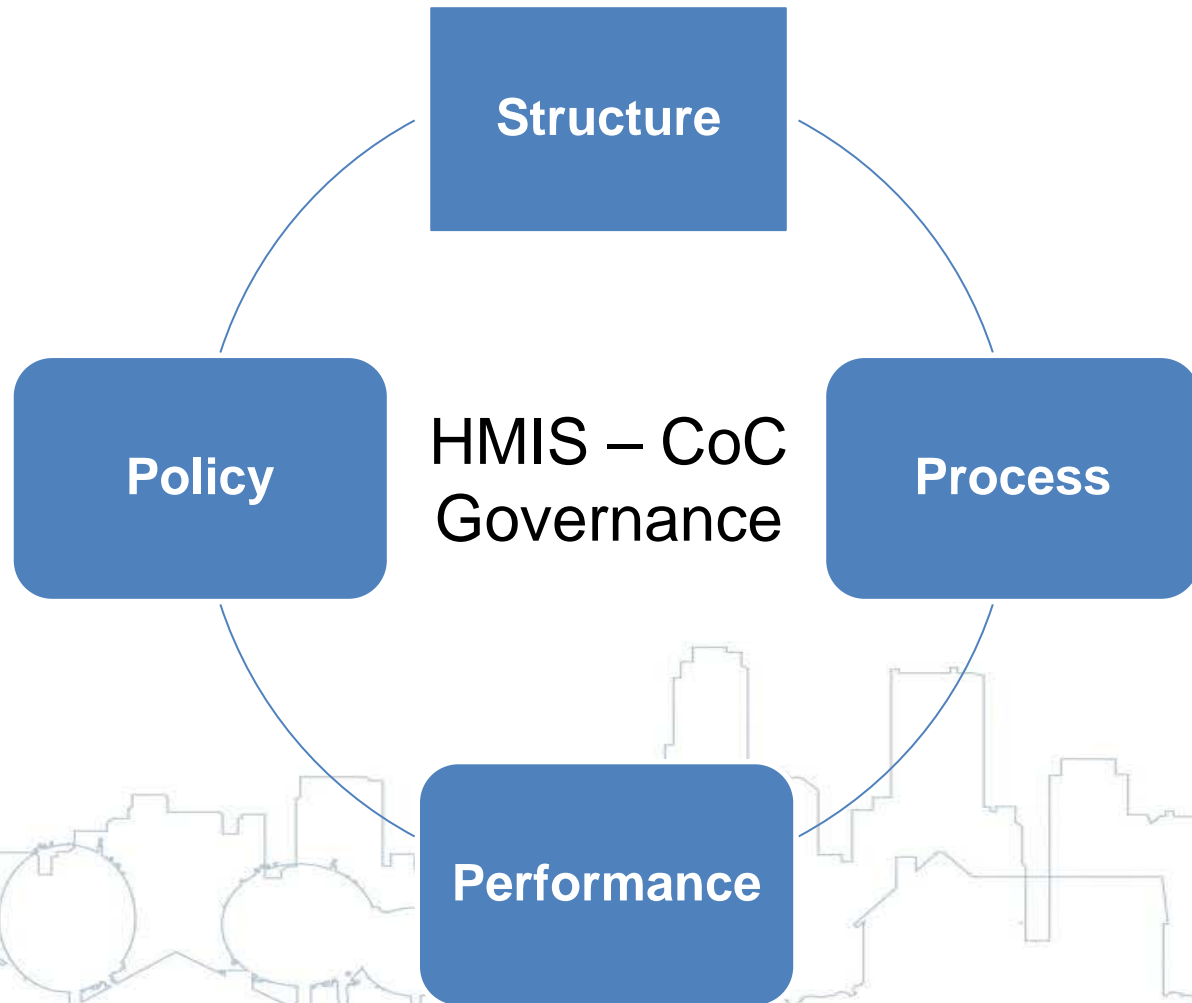 Structure
Policy
HMIS – CoC
Governance
Process
Performance